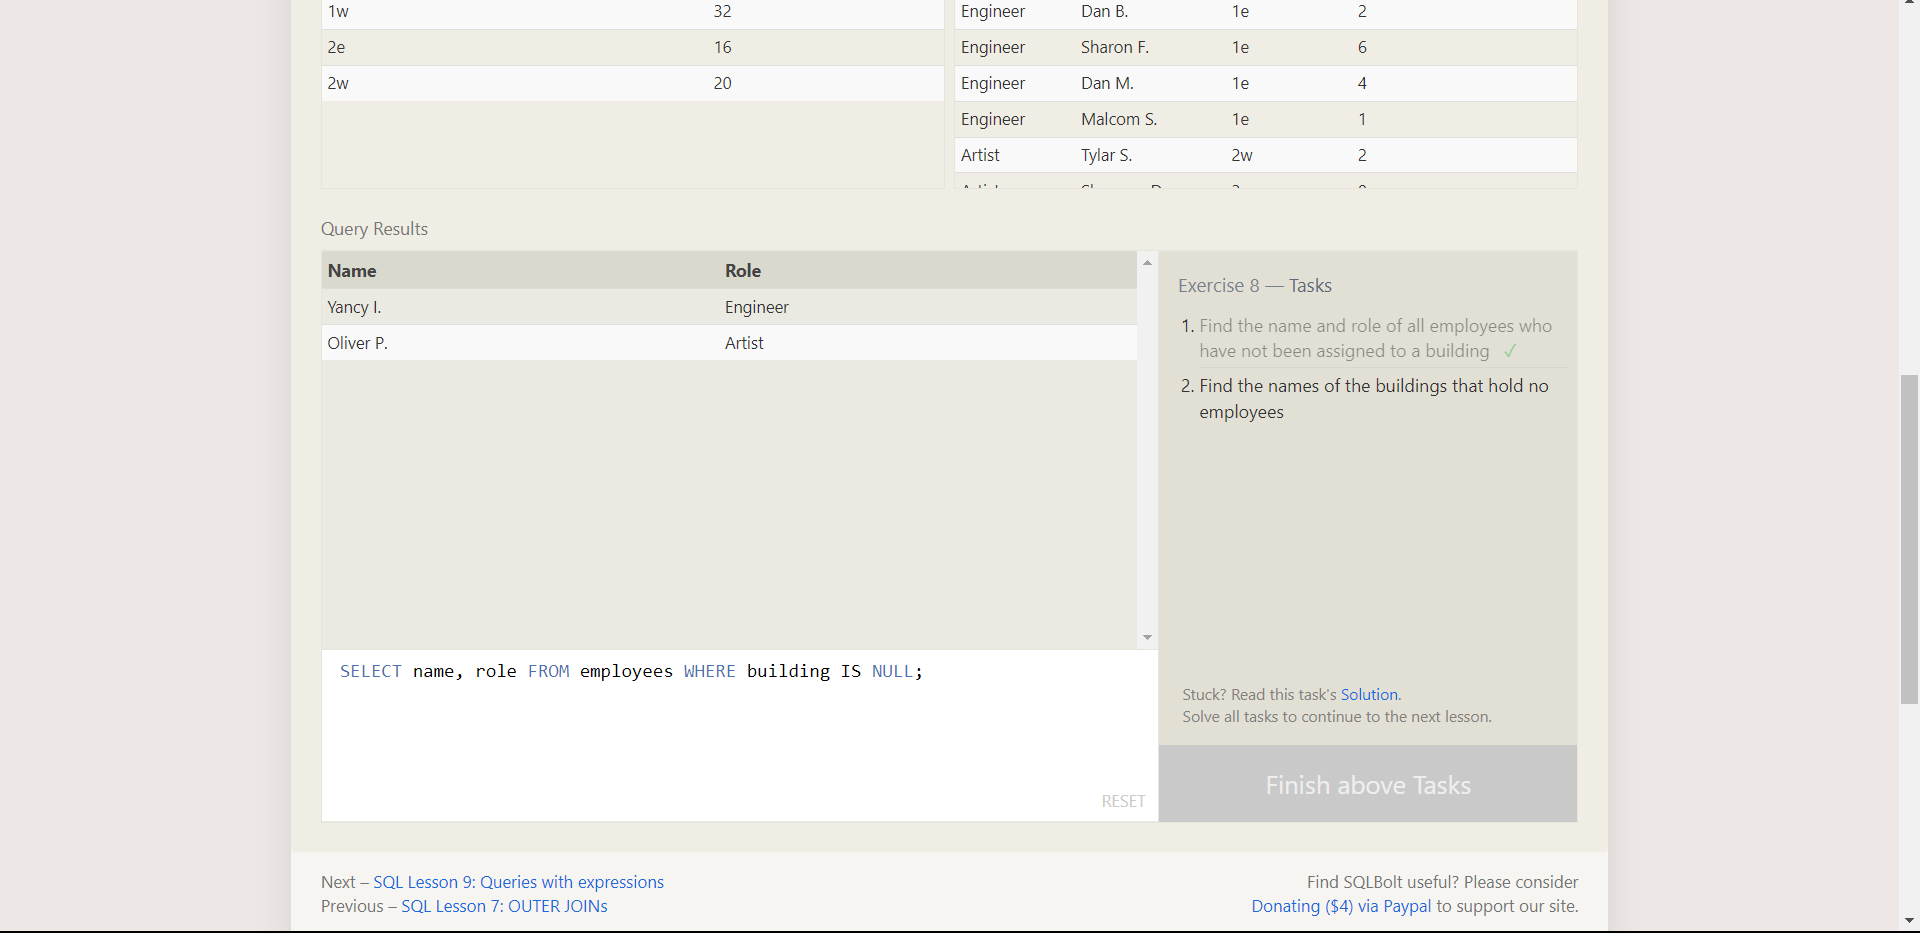 1w 32
2e 16
2w 20
Engineer Dan B. 1e 2
Engineer Sharon F. 1e 6
Engineer Dan M. 1e 4
Engineer Malcom S. 1e 1
Artist Tylar S. 2w 2
Query Results
Name Role
Yancy I. Engineer
Oliver P. Artist
Exercise 8 — Tasks
1. Find the name and role of all employees who
have not been assigned to a building ✓
2. Find the names of the buildings that hold no
employees
SELECT name, role FROM employees WHERE building IS NULL;
RESET
Stuck? Read this task's Solution.
Solve all tasks to continue to the next lesson.
Finish above Tasks
Next – SQL Lesson 9: Queries with expressions
Previous – SQL Lesson 7: OUTER JOINs
Find SQLBolt useful? Please consider
Donating ($4) via Paypal to support our site.